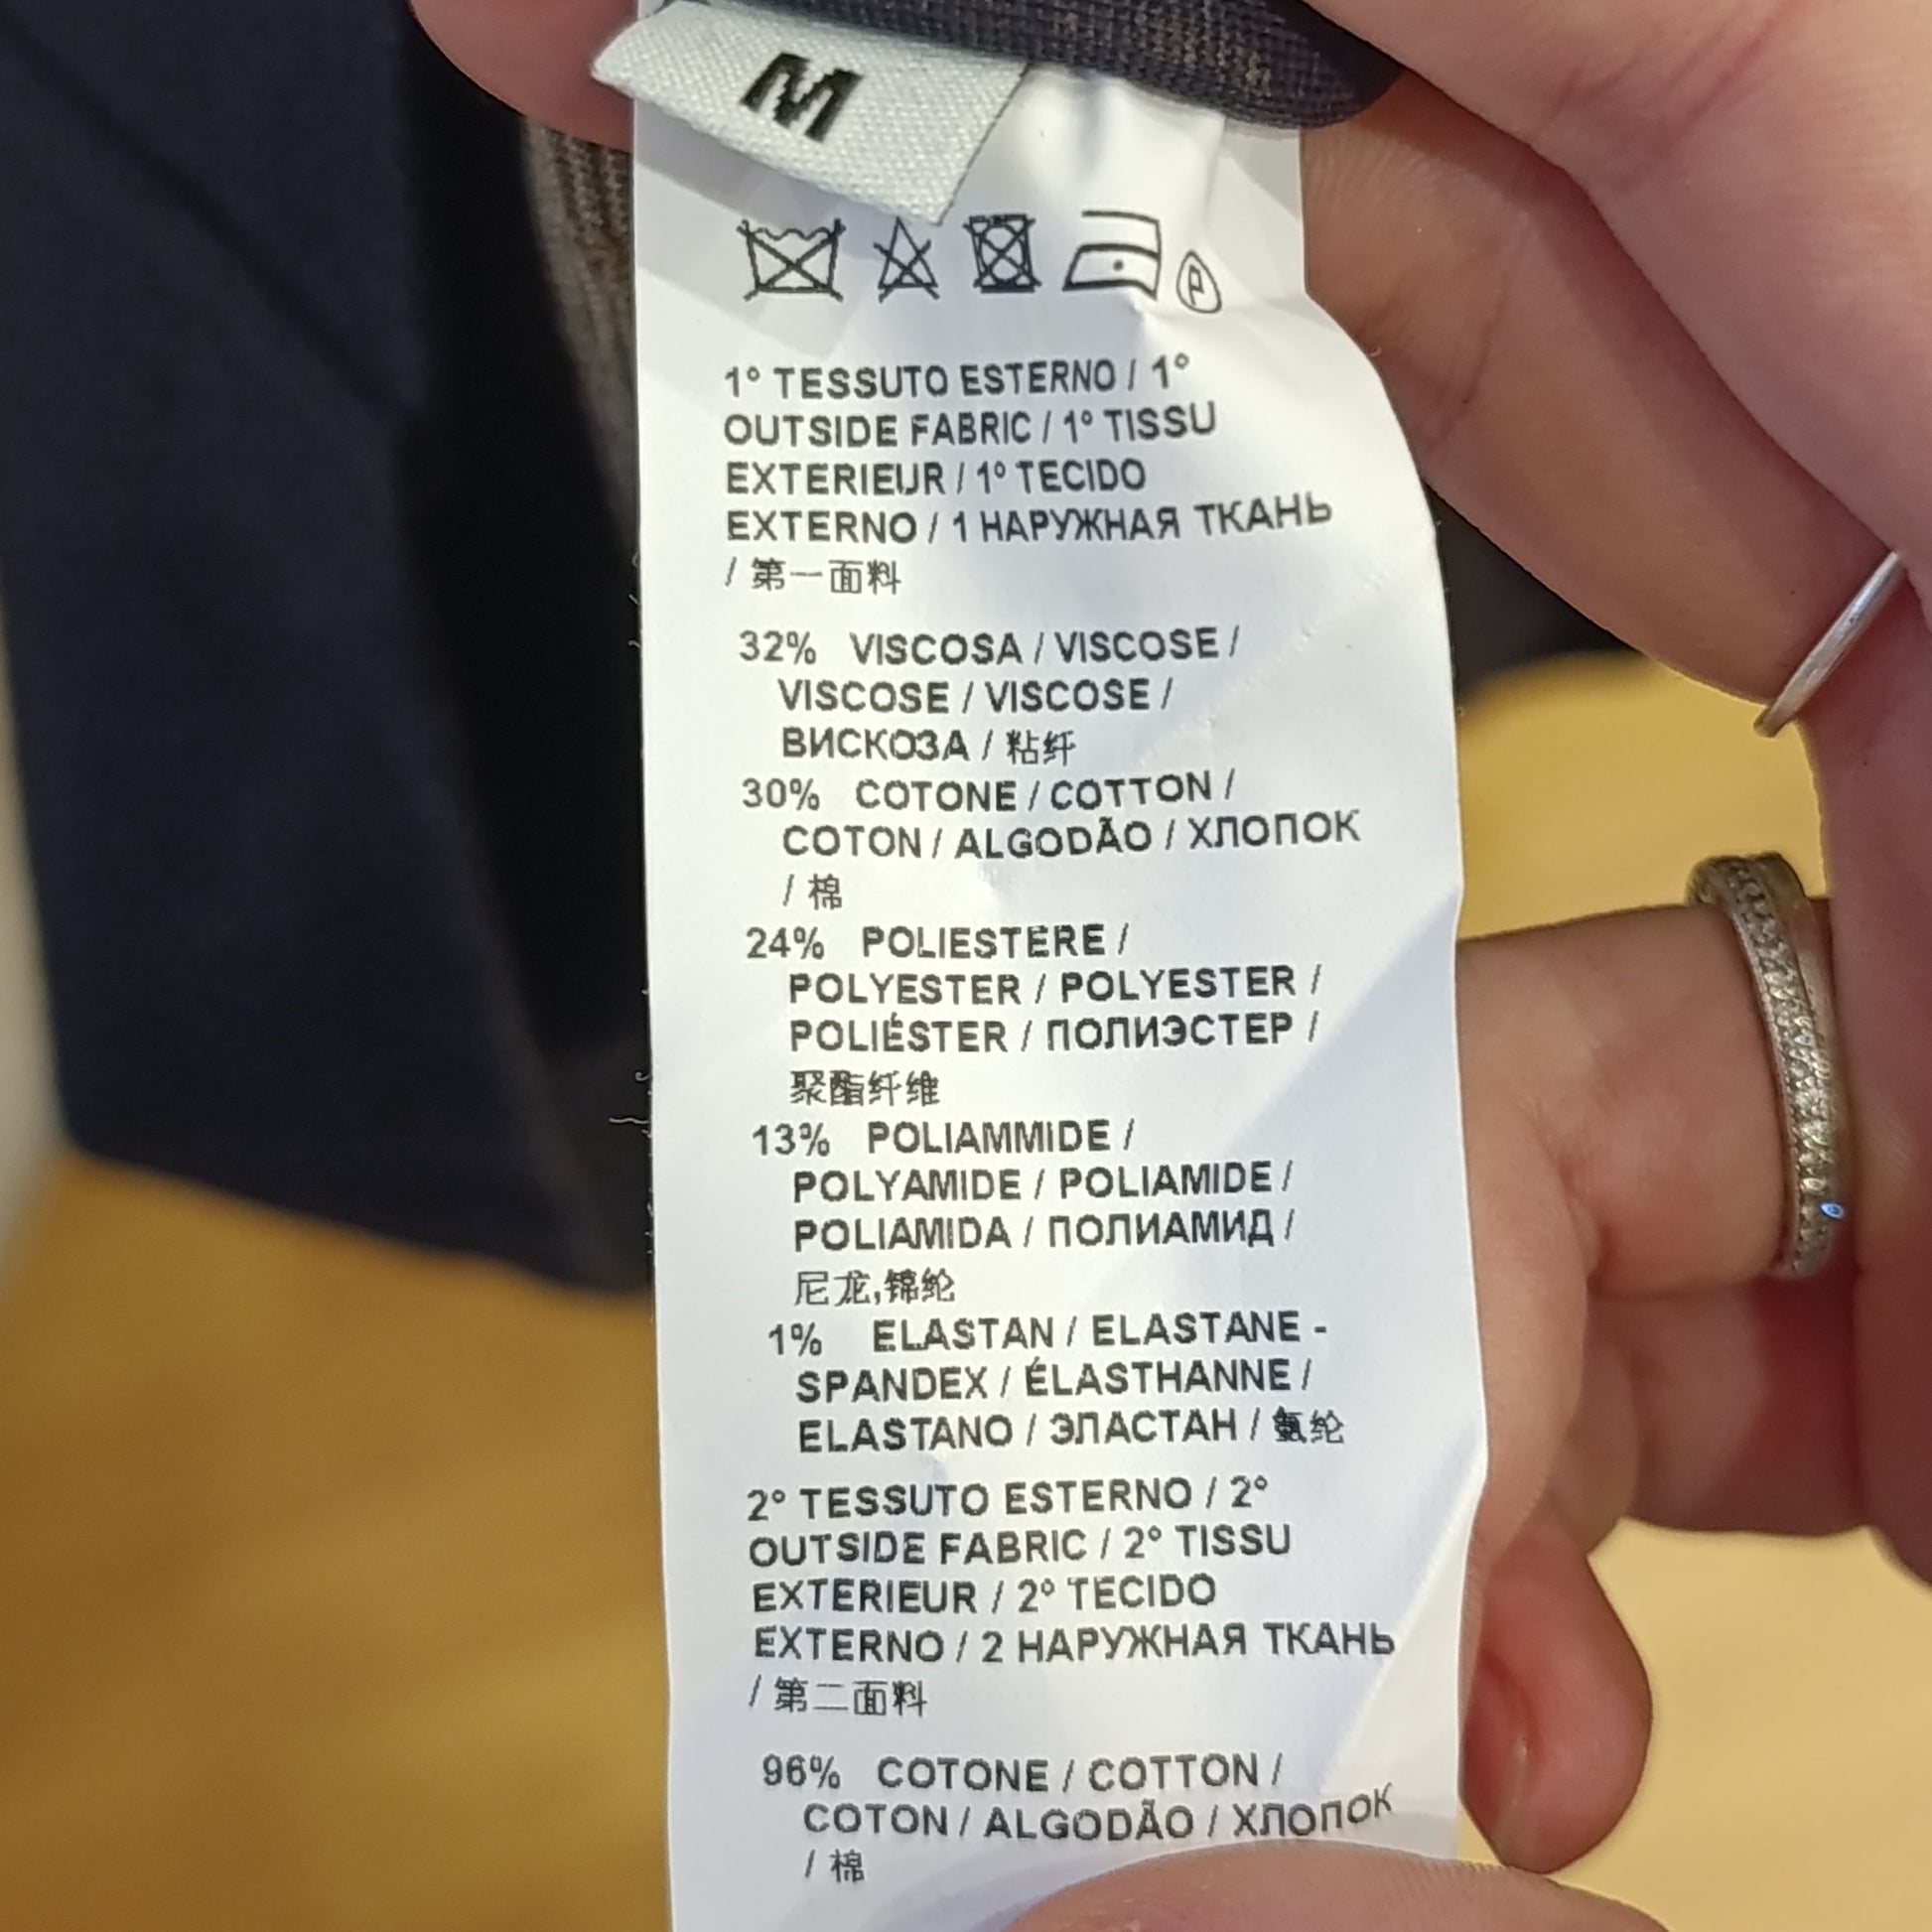 M
P
1° TESSUTO ESTERNO / 1°
OUTSIDE FABRIC / 1° TISSU
EXTERIEUR / 1° TECIDO
EXTERNO / 1 НАРУЖНАЯ ТКАНЬ
/ 第一面料
32% VISCOSA / VISCOSE /
VISCOSE / VISCOSE /
ВИСКОЗА / 粘纤
30% COTONE / COTTON /
COTON / ALGODÃO / ХЛОПОК
/ 棉
24% POLIESTERE /
POLYESTER / POLYESTER /
POLIÉSTER / ПОЛИЭСТЕР /
聚酯纤维
13% POLIAMMIDE /
POLYAMIDE / POLIAMIDE /
POLIAMIDA / ПОЛИАМИД /
尼龙,锦纶
1% ELASTAN / ELASTANE -
SPANDEX / ÉLASTHANNE /
ELASTANO / ЭЛАСТАН / 氨纶
2° TESSUTO ESTERNO / 2°
OUTSIDE FABRIC / 2° TISSU
EXTERIEUR / 2° TECIDO
EXTERNO / 2 НАРУЖНАЯ ТКАНЬ
/ 第二面料
96% COTONE / COTTON /
COTON / ALGODÃO / ХЛОПОК
/ 棉